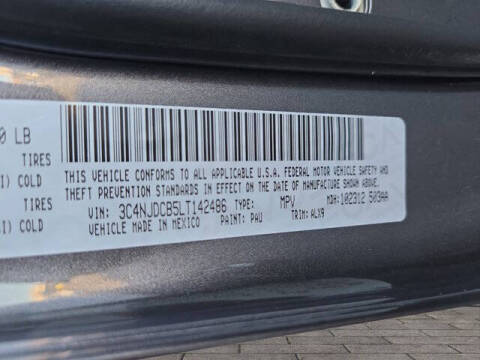 0 LB
TIRES
I) COLD
TIRES
I) COLD
THIS VEHICLE CONFORMS TO ALL APPLICABLE U.S.A. FEDERAL MOTOR VEHICLE SAFETY AND
THEFT PREVENTION STANDARDS IN EFFECT ON THE DATE OF MANUFACTURE SHOWN ABOVE.
VIN: 3C4NJDCB5LT142486 TYPE: MPV MDH: 102312 503AA
VEHICLE MADE IN MEXICO PAINT: PAU TRIM: ALX9